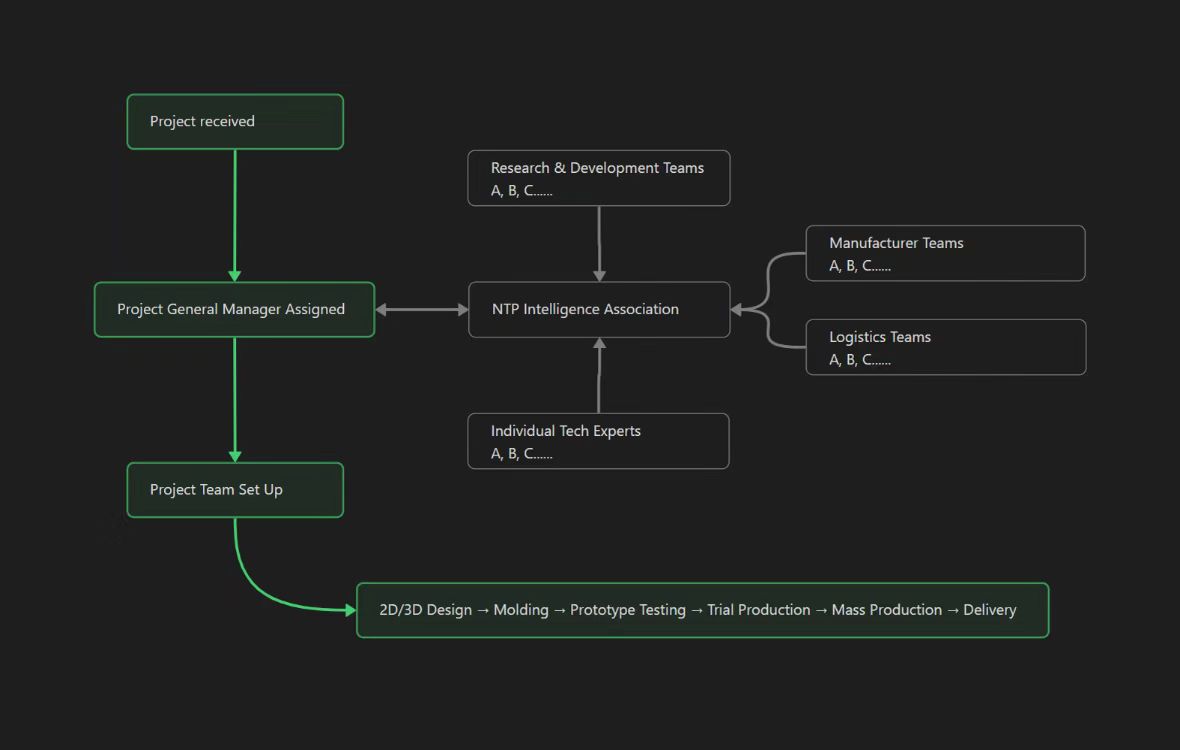 Project received
Research & Development Teams
A, B, C......
Manufacturer Teams
A, B, C......
Project General Manager Assigned
NTP Intelligence Association
Logistics Teams
A, B, C......
Individual Tech Experts
A, B, C......
Project Team Set Up
2D/3D Design → Molding → Prototype Testing → Trial Production → Mass Production → Delivery